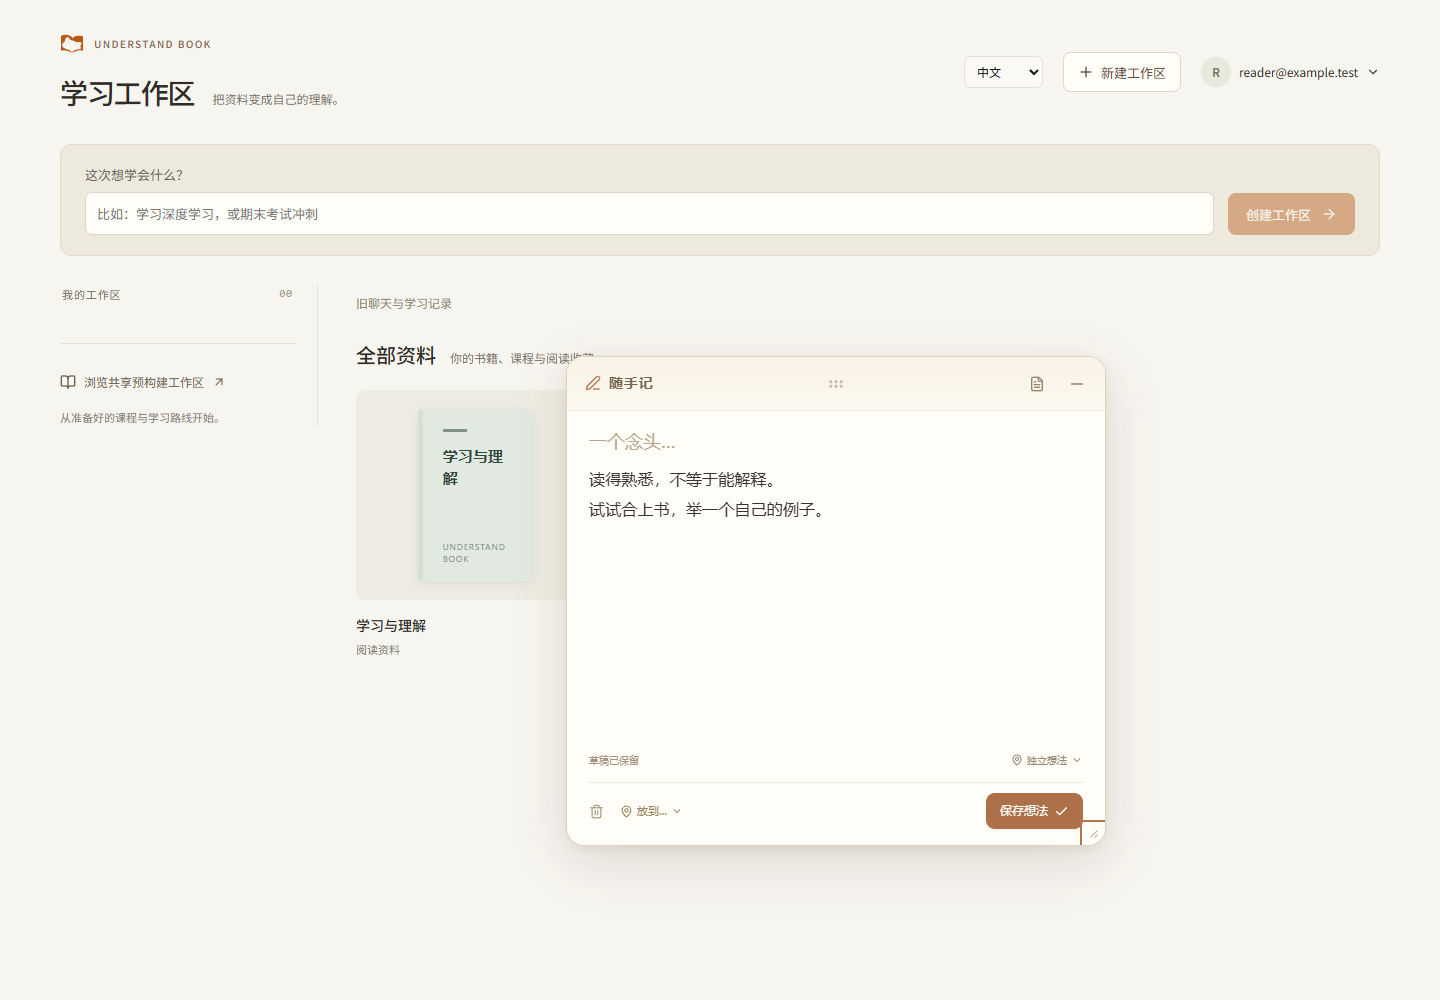 UNDERSTAND BOOK
学习工作区
把资料变成自己的理解。
中文
新建工作区
R
reader@example.test
这次想学会什么?
比如：学习深度学习，或期末考试冲刺
创建工作区
我的工作区
00
浏览共享预构建工作区
从准备好的课程与学习路线开始。
旧聊天与学习记录
全部资料
你的书籍、课程与阅读收
学习与理
解
UNDERSTAND
BOOK
学习与理解
阅读资料
随手记
一个念头...
读得熟悉，不等于能解释。
试试合上书，举一个自己的例子。
草稿已保留
独立想法
放到...
保存想法